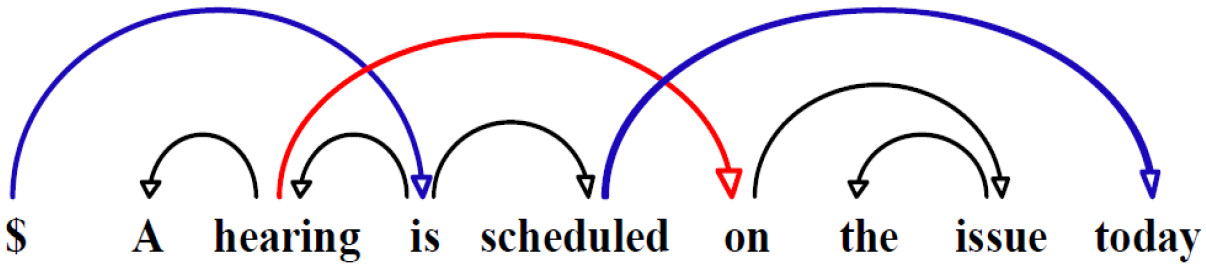 $ A hearing is scheduled on the issue today